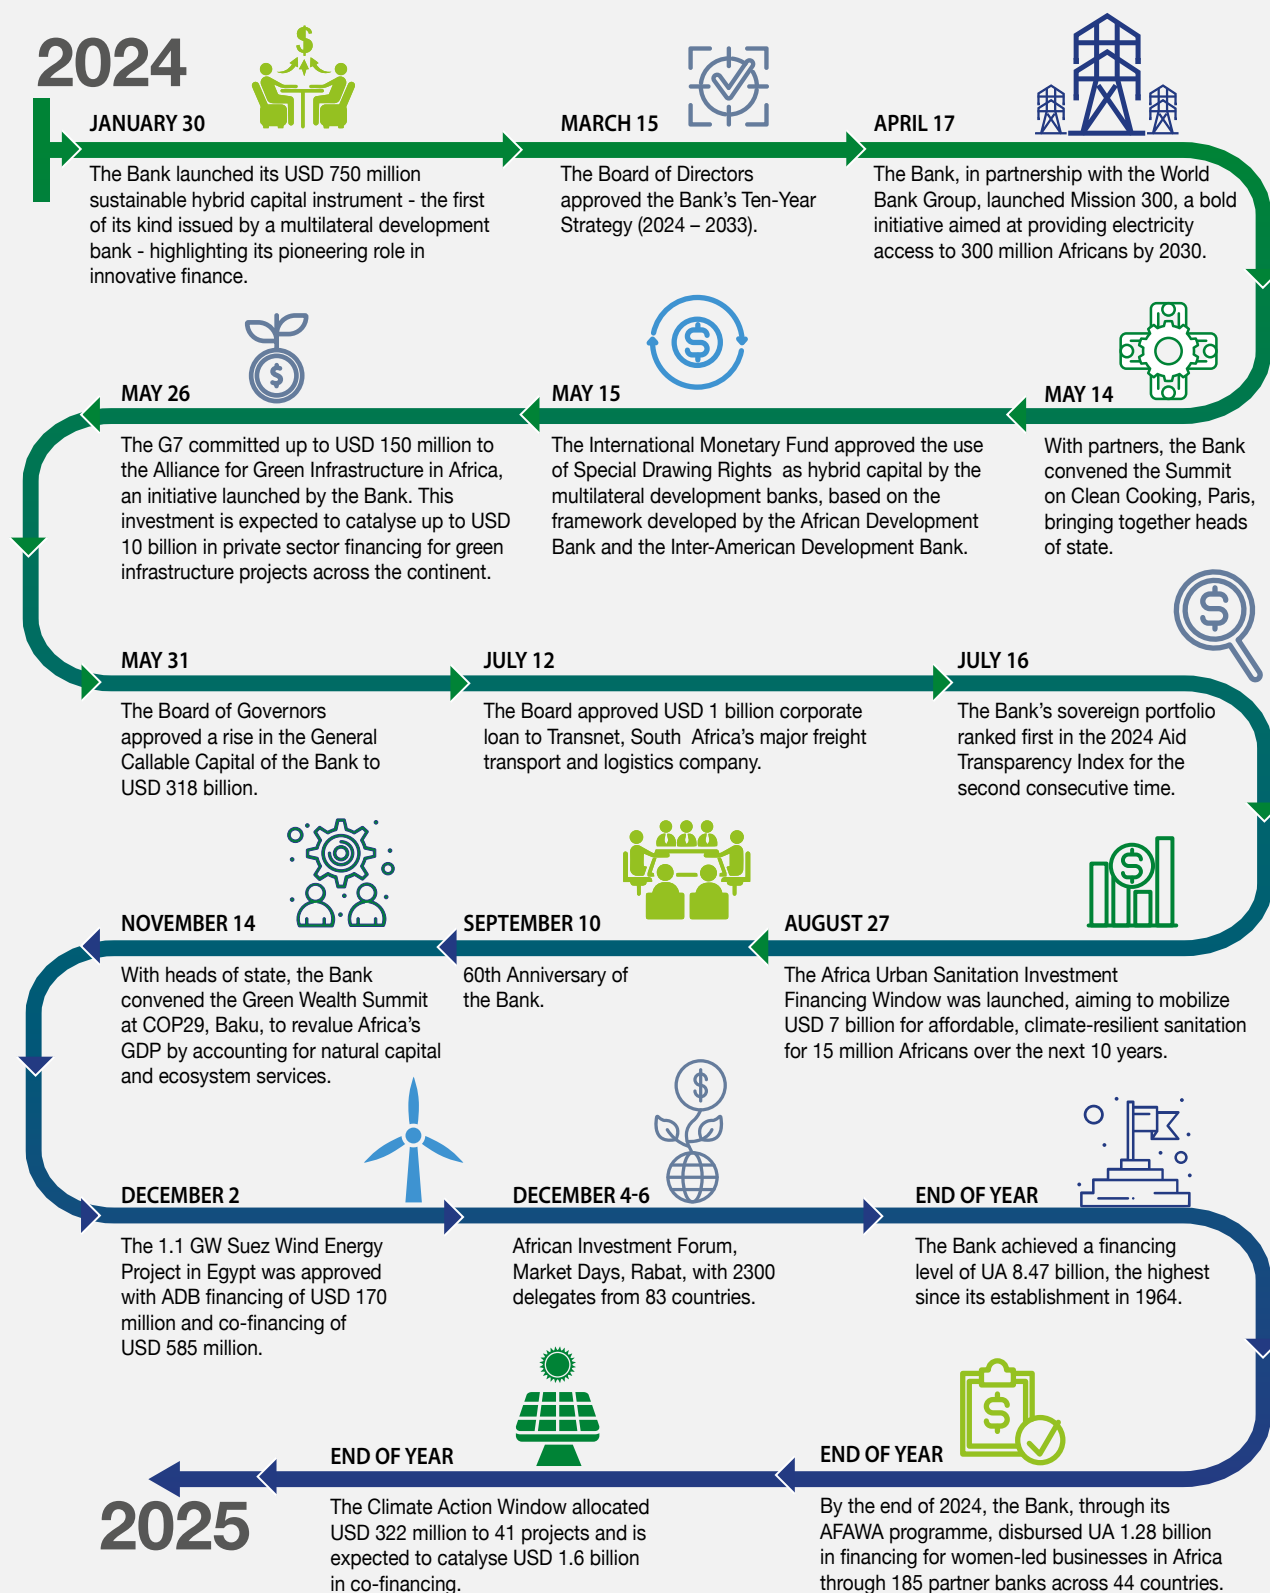 2024
JANUARY 30
The Bank launched its USD 750 million
sustainable hybrid capital instrument - the first
of its kind issued by a multilateral development
bank - highlighting its pioneering role in
innovative finance.
MARCH 15
The Board of Directors
approved the Bank's Ten-Year
Strategy (2024 – 2033).
APRIL 17
The Bank, in partnership with the World
Bank Group, launched Mission 300, a bold
initiative aimed at providing electricity
access to 300 million Africans by 2030.
MAY 14
With partners, the Bank
convened the Summit
on Clean Cooking, Paris,
bringing together heads
of state.
MAY 15
The International Monetary Fund approved the use
of Special Drawing Rights as hybrid capital by the
multilateral development banks, based on the
framework developed by the African Development
Bank and the Inter-American Development Bank.
MAY 26
The G7 committed up to USD 150 million to
the Alliance for Green Infrastructure in Africa,
an initiative launched by the Bank. This
investment is expected to catalyse up to USD
10 billion in private sector financing for green
infrastructure projects across the continent.
MAY 31
The Board of Governors
approved a rise in the General
Callable Capital of the Bank to
USD 318 billion.
JULY 12
The Board approved USD 1 billion corporate
loan to Transnet, South Africa's major freight
transport and logistics company.
JULY 16
The Bank's sovereign portfolio
ranked first in the 2024 Aid
Transparency Index for the
second consecutive time.
AUGUST 27
The Africa Urban Sanitation Investment
Financing Window was launched, aiming to mobilize
USD 7 billion for affordable, climate-resilient sanitation
for 15 million Africans over the next 10 years.
SEPTEMBER 10
60th Anniversary of
the Bank.
NOVEMBER 14
With heads of state, the Bank
convened the Green Wealth Summit
at COP29, Baku, to revalue Africa's
GDP by accounting for natural capital
and ecosystem services.
DECEMBER 2
The 1.1 GW Suez Wind Energy
Project in Egypt was approved
with ADB financing of USD 170
million and co-financing of
USD 585 million.
DECEMBER 4-6
African Investment Forum,
Market Days, Rabat, with 2300
delegates from 83 countries.
END OF YEAR
The Bank achieved a financing
level of UA 8.47 billion, the highest
since its establishment in 1964.
END OF YEAR
By the end of 2024, the Bank, through its
AFAWA programme, disbursed UA 1.28 billion
in financing for women-led businesses in Africa
through 185 partner banks across 44 countries.
END OF YEAR
The Climate Action Window allocated
USD 322 million to 41 projects and is
expected to catalyse USD 1.6 billion
in co-financing.
2025